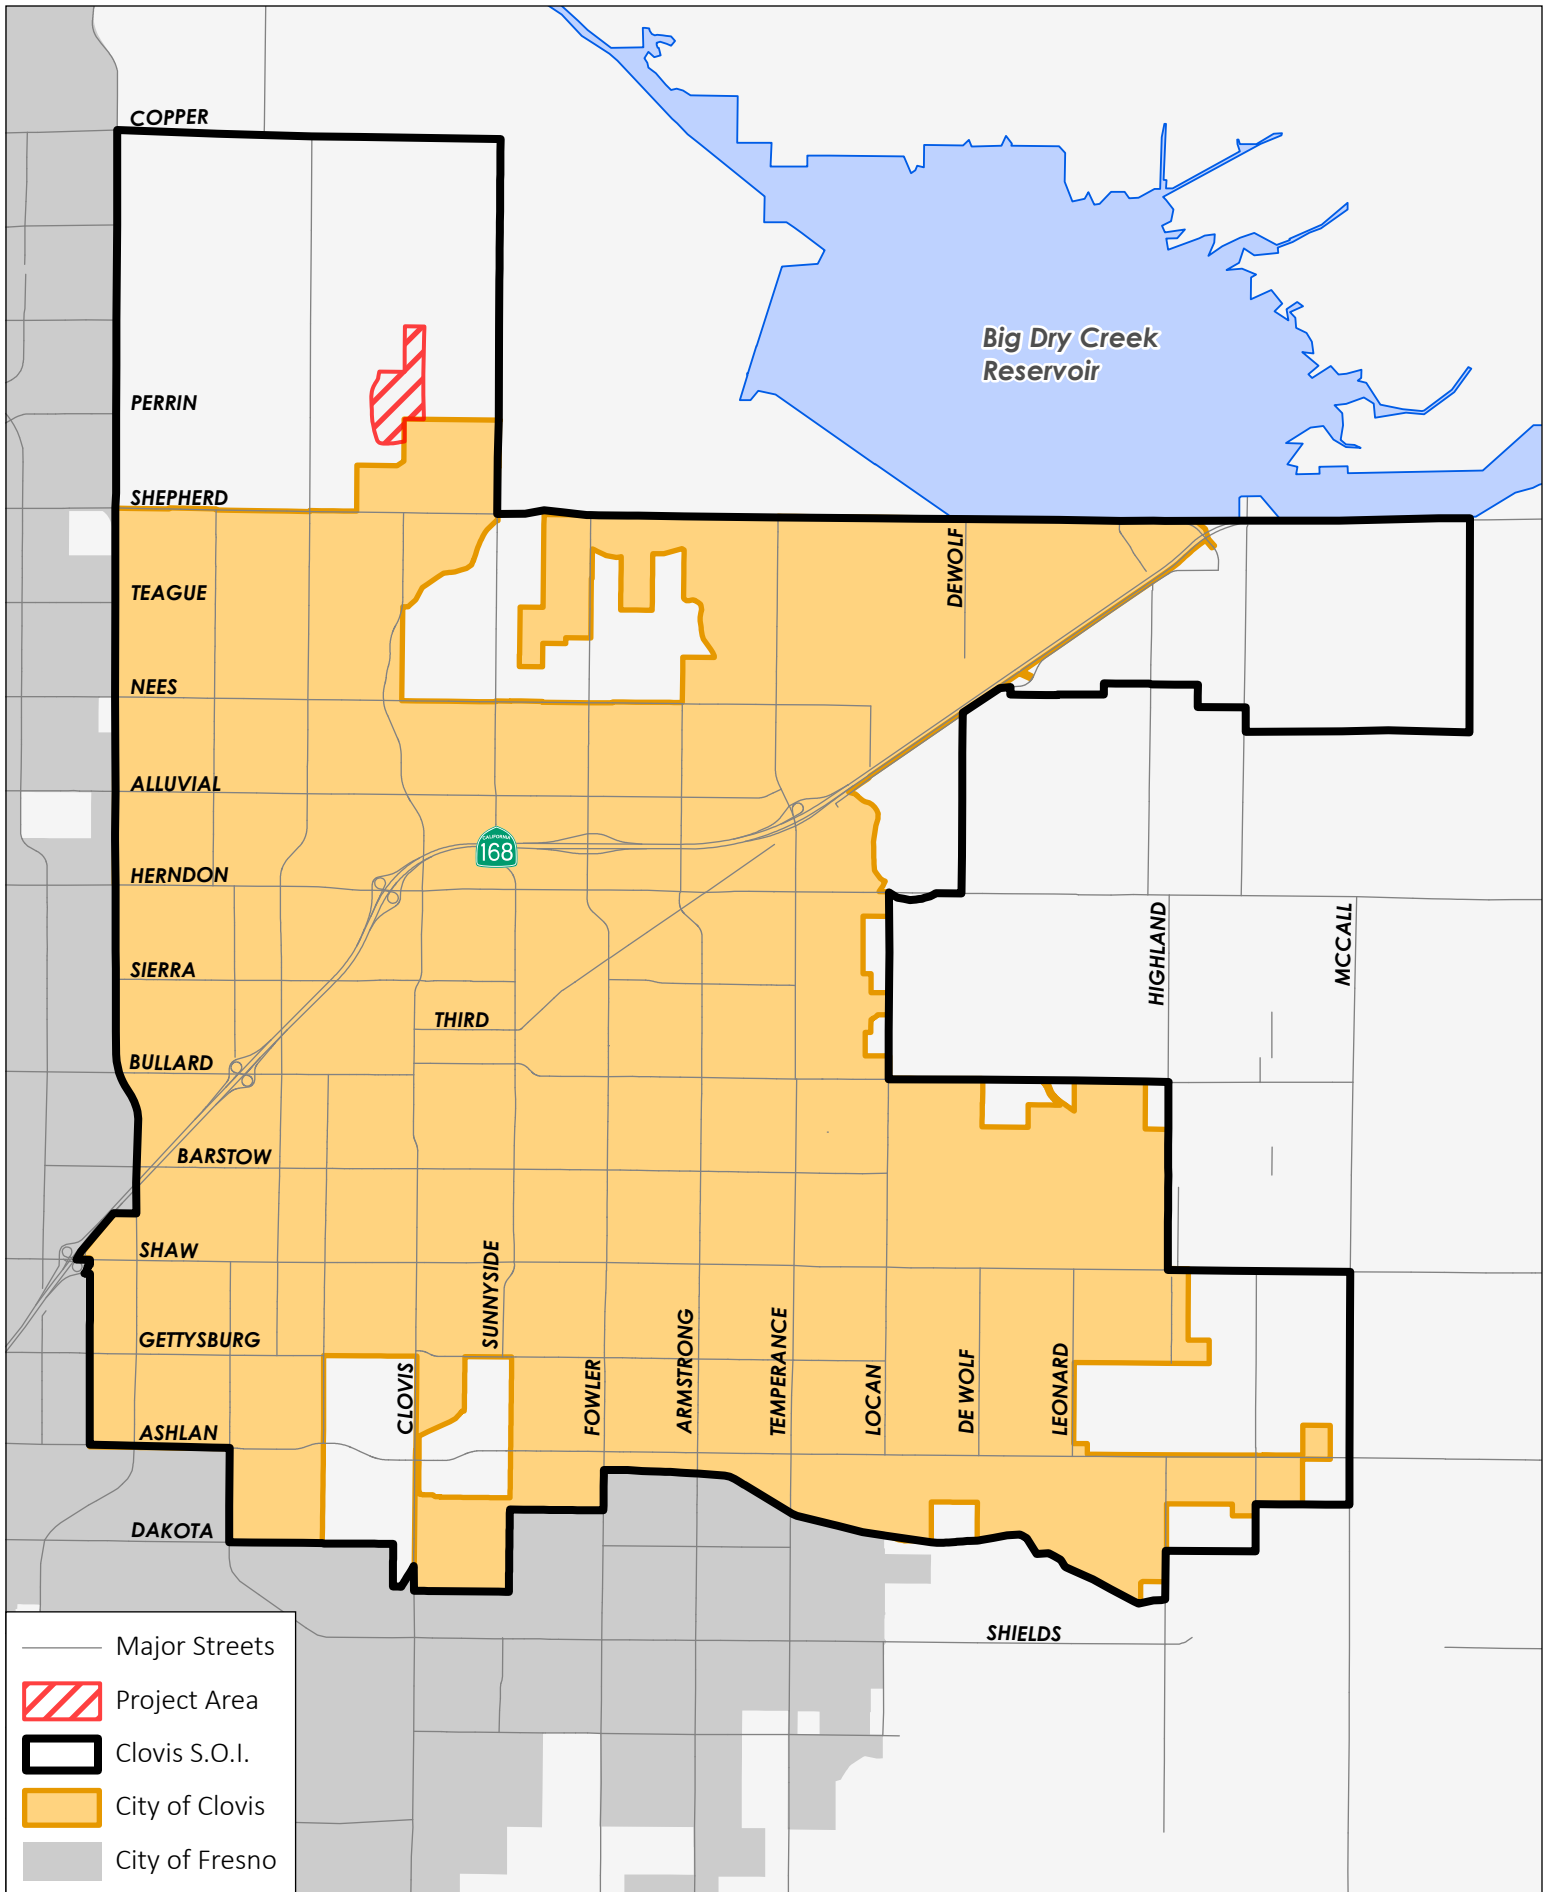 COPPER
Big Dry Creek
Reservoir
PERRIN
SHEPHERD
DEWOLF
TEAGUE
NEES
ALLUVIAL
CALIFORNIA
168
HERNDON
HIGHLAND
MCCALL
SIERRA
THIRD
BULLARD
BARSTOW
SHAW
SUNNYSIDE
GETTYSBURG
CLOVIS
FOWLER
ARMSTRONG
TEMPERANCE
LOCAN
DE WOLF
LEONARD
ASHLAN
DAKOTA
SHIELDS
Major Streets
Project Area
Clovis S.O.I.
City of Clovis
City of Fresno